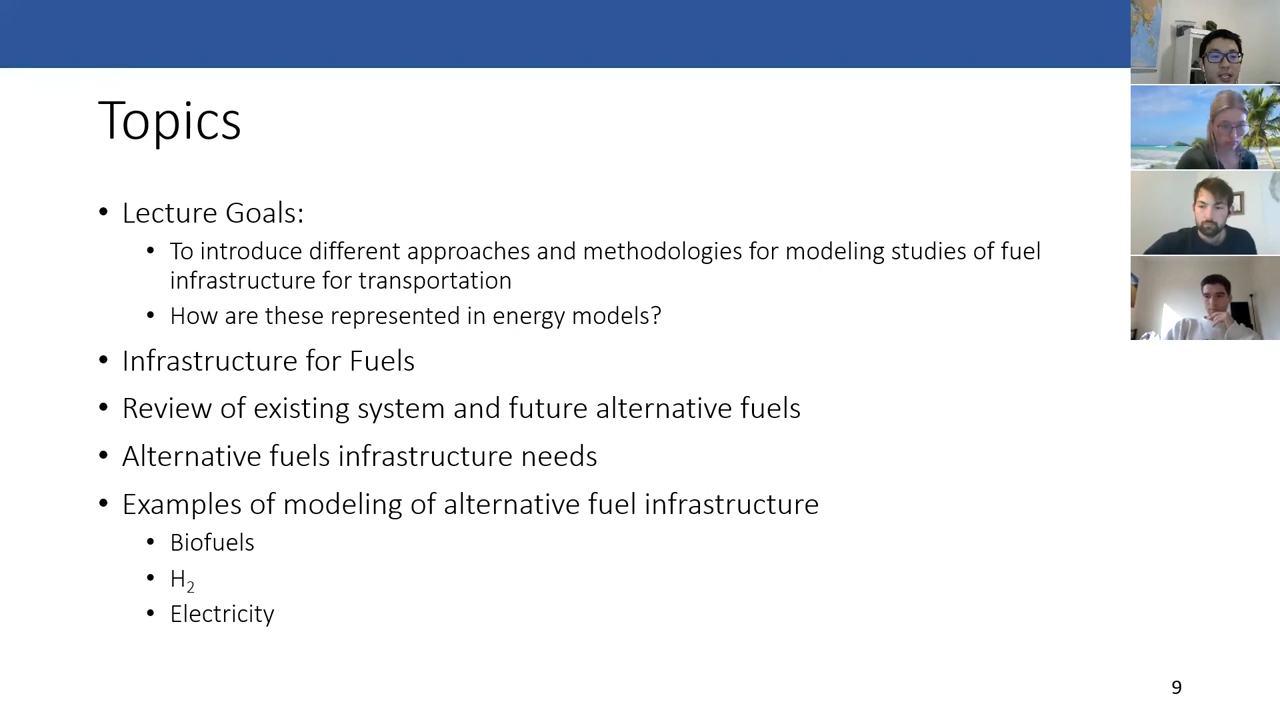 Topics
• Lecture Goals:
• To introduce different approaches and methodologies for modeling studies of fuel
infrastructure for transportation
• How are these represented in energy models?
• Infrastructure for Fuels
• Review of existing system and future alternative fuels
• Alternative fuels infrastructure needs
• Examples of modeling of alternative fuel infrastructure
• Biofuels
• H₂
• Electricity
9